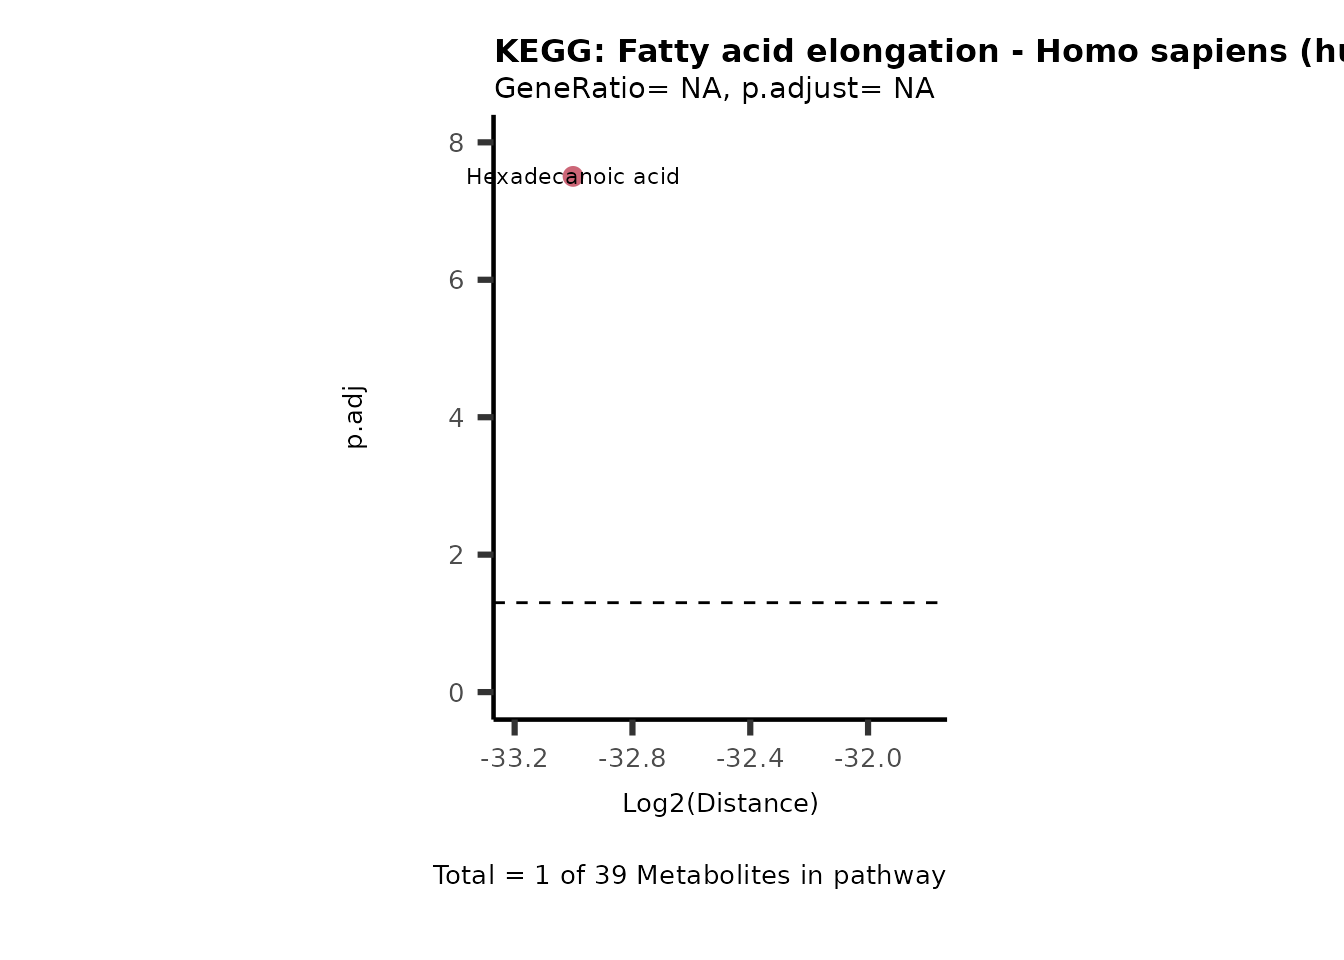 KEGG: Fatty acid elongation - Homo sapiens
GeneRatio= NA, p.adjust= NA
8
Hexadecanoic acid
6
p.adj
4
2
0
-33.2 -32.8 -32.4 -32.0
Log2(Distance)
Total = 1 of 39 Metabolites in pathway